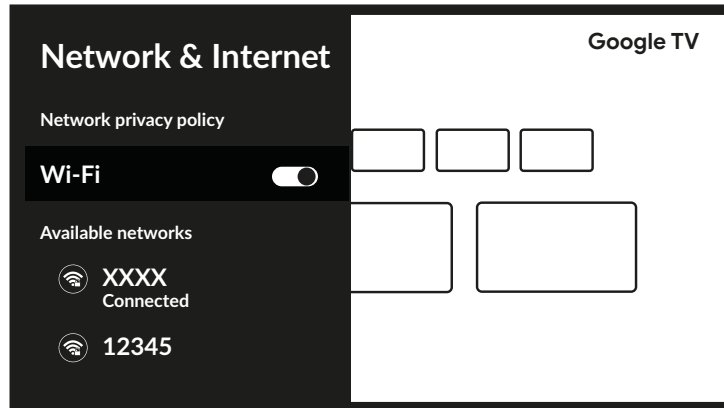 Network & Internet
Google TV
Network privacy policy
Wi-Fi
Available networks
XXXX
Connected
12345